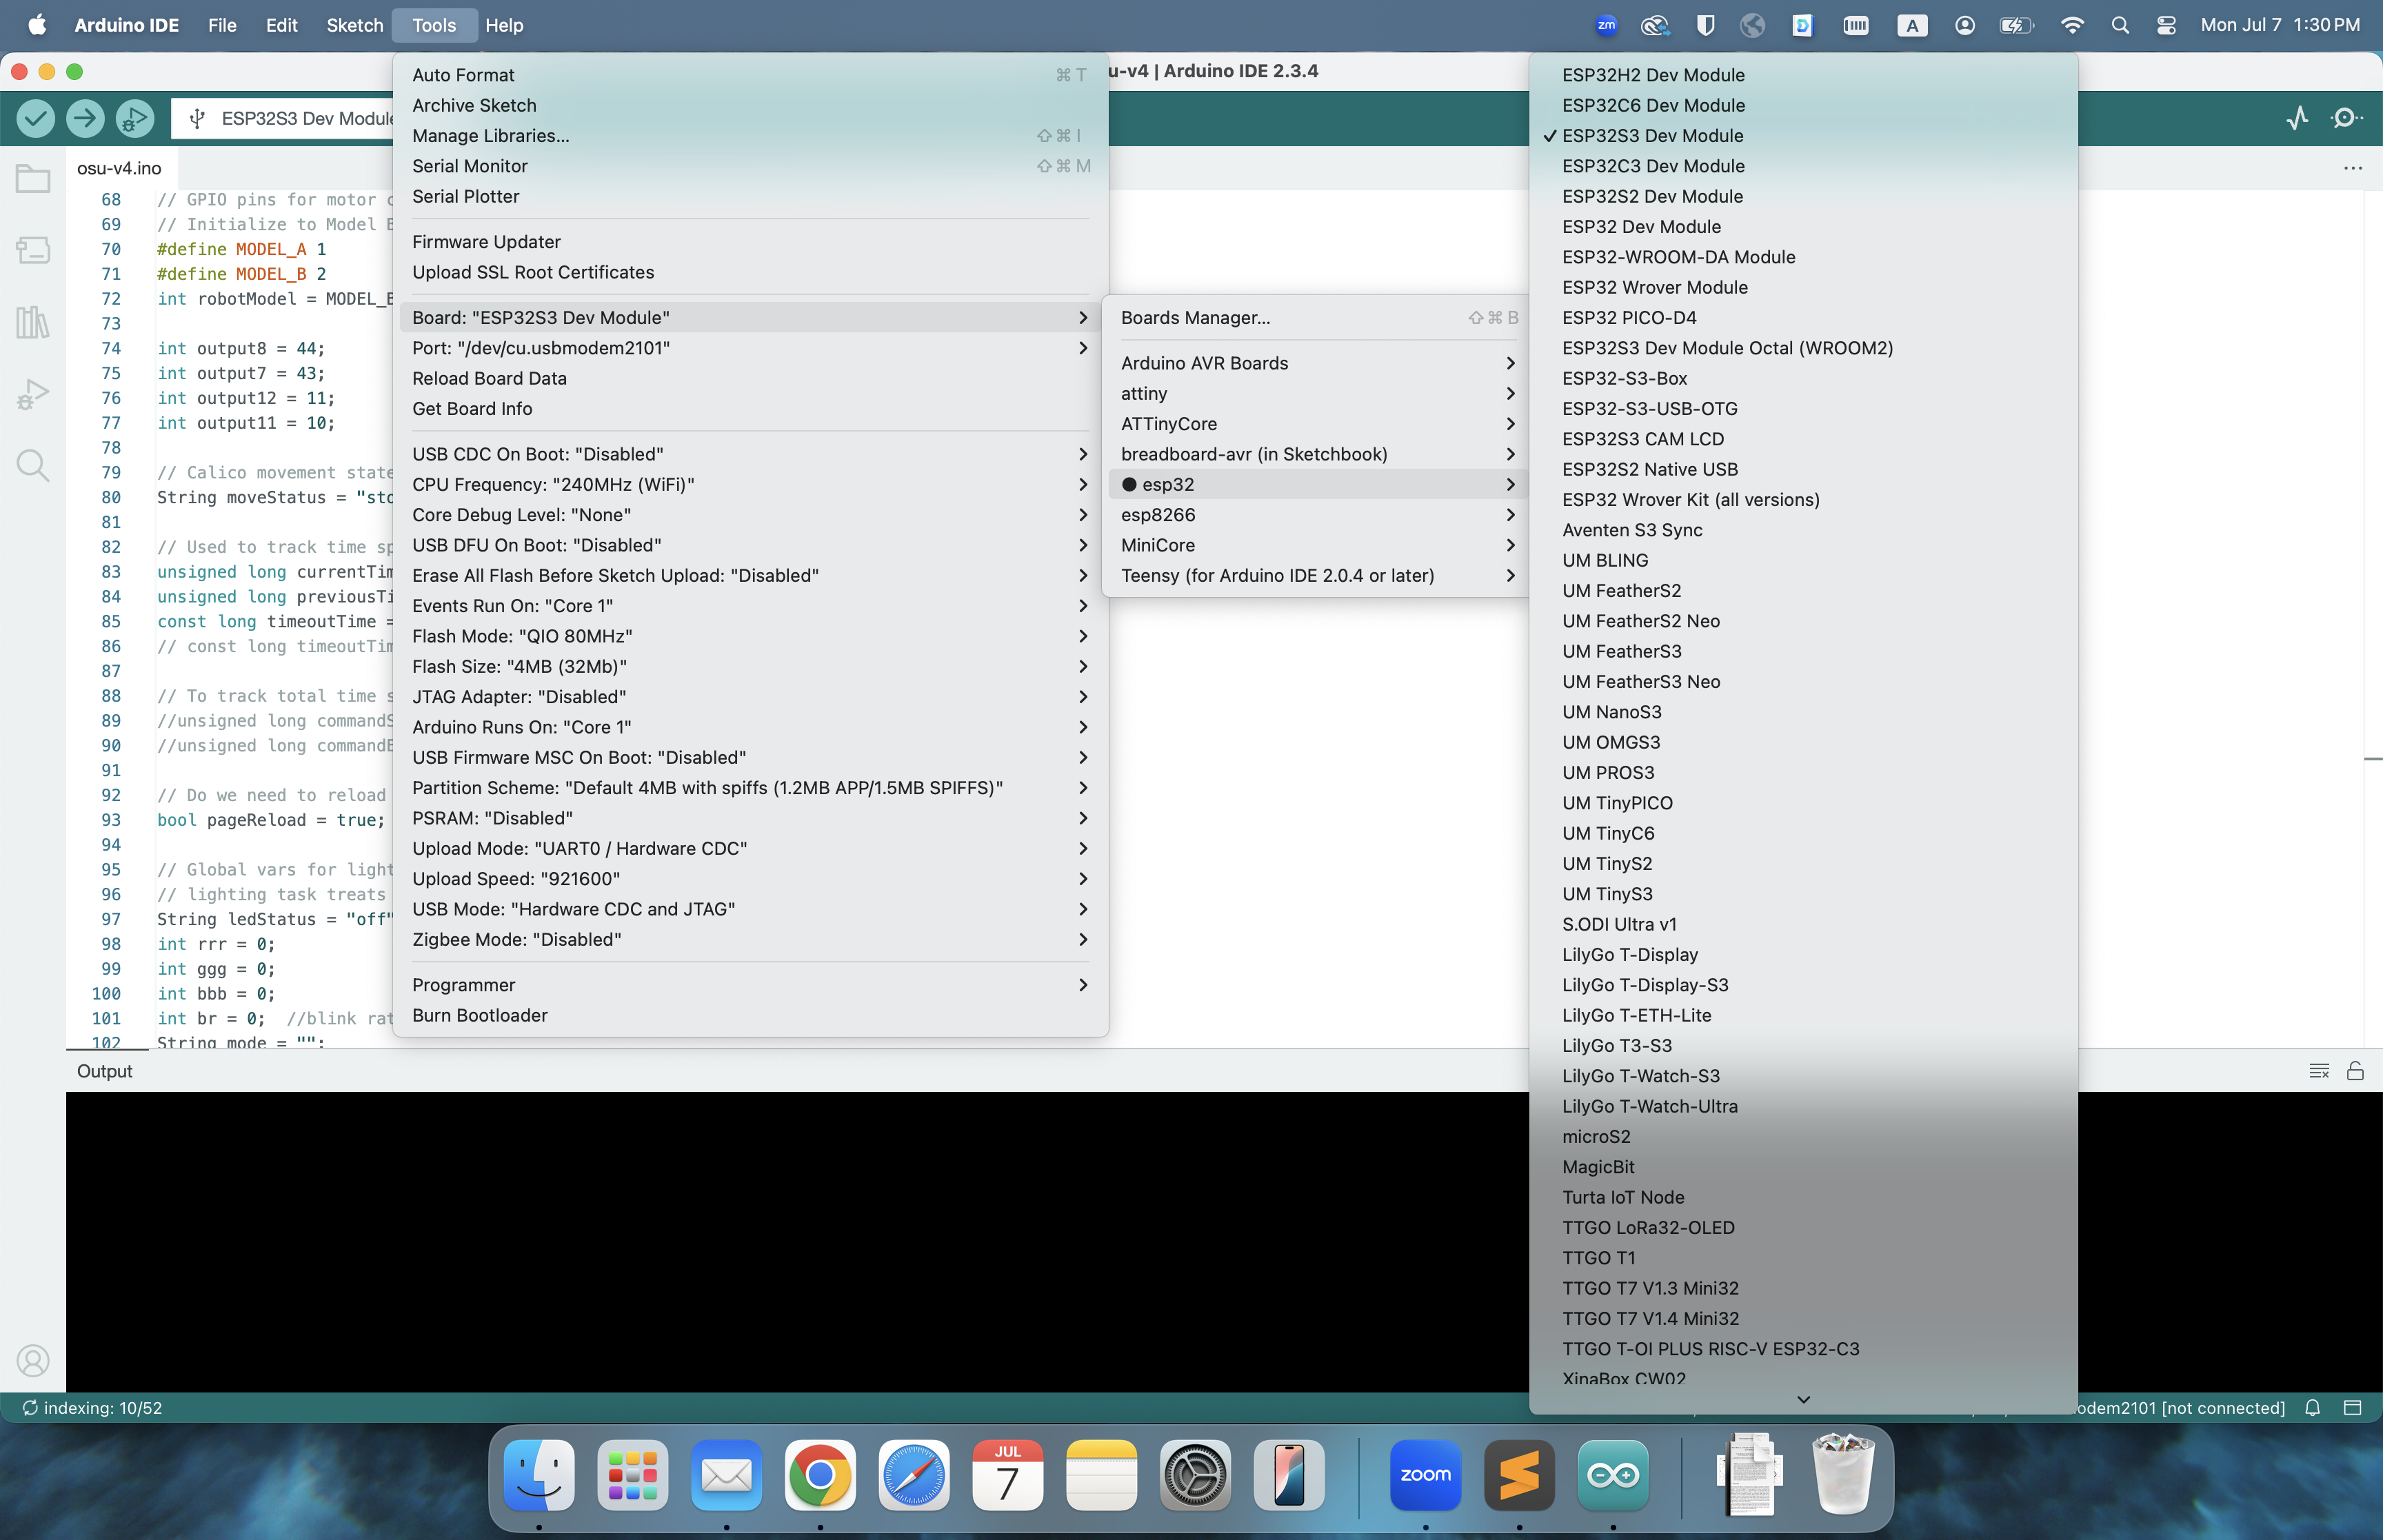 Arduino IDE File Edit Sketch Tools Help
zm
A
Mon Jul 7 1:30 PM
u-v4 | Arduino IDE 2.3.4
ESP32S3 Dev Module
osu-v4.ino
68 // GPIO pins for motor c
69 // Initialize to Model B
70 #define MODEL_A 1
71 #define MODEL_B 2
72 int robotModel = MODEL_B
73
74 int output8 = 44;
75 int output7 = 43;
76 int output12 = 11;
77 int output11 = 10;
78
79 // Calico movement state
80 String moveStatus = "sto
81
82 // Used to track time sp
83 unsigned long currentTim
84 unsigned long previousTi
85 const long timeoutTime =
86 // const long timeoutTim
87
88 // To track total time s
89 //unsigned long commandS
90 //unsigned long commandE
91
92 // Do we need to reload
93 bool pageReload = true;
94
95 // Global vars for light
96 // lighting task treats
97 String ledStatus = "off"
98 int rrr = 0;
99 int ggg = 0;
100 int bbb = 0;
101 int br = 0; //blink rat
102 String mode = "";
Auto Format ⌘ T
Archive Sketch
Manage Libraries... ⇧ ⌘ I
Serial Monitor ⇧ ⌘ M
Serial Plotter
Firmware Updater
Upload SSL Root Certificates
Board: "ESP32S3 Dev Module"
Port: "/dev/cu.usbmodem2101"
Reload Board Data
Get Board Info
USB CDC On Boot: "Disabled"
CPU Frequency: "240MHz (WiFi)"
Core Debug Level: "None"
USB DFU On Boot: "Disabled"
Erase All Flash Before Sketch Upload: "Disabled"
Events Run On: "Core 1"
Flash Mode: "QIO 80MHz"
Flash Size: "4MB (32Mb)"
JTAG Adapter: "Disabled"
Arduino Runs On: "Core 1"
USB Firmware MSC On Boot: "Disabled"
Partition Scheme: "Default 4MB with spiffs (1.2MB APP/1.5MB SPIFFS)"
PSRAM: "Disabled"
Upload Mode: "UART0 / Hardware CDC"
Upload Speed: "921600"
USB Mode: "Hardware CDC and JTAG"
Zigbee Mode: "Disabled"
Programmer
Burn Bootloader
Boards Manager... ⇧ ⌘ B
Arduino AVR Boards
attiny
ATTinyCore
breadboard-avr (in Sketchbook)
esp32
esp8266
MiniCore
Teensy (for Arduino IDE 2.0.4 or later)
ESP32H2 Dev Module
ESP32C6 Dev Module
✓ ESP32S3 Dev Module
ESP32C3 Dev Module
ESP32S2 Dev Module
ESP32 Dev Module
ESP32-WROOM-DA Module
ESP32 Wrover Module
ESP32 PICO-D4
ESP32S3 Dev Module Octal (WROOM2)
ESP32-S3-Box
ESP32-S3-USB-OTG
ESP32S3 CAM LCD
ESP32S2 Native USB
ESP32 Wrover Kit (all versions)
Aventen S3 Sync
UM BLING
UM FeatherS2
UM FeatherS2 Neo
UM FeatherS3
UM FeatherS3 Neo
UM NanoS3
UM OMGS3
UM PROS3
UM TinyPICO
UM TinyC6
UM TinyS2
UM TinyS3
S.ODI Ultra v1
LilyGo T-Display
LilyGo T-Display-S3
LilyGo T-ETH-Lite
LilyGo T3-S3
LilyGo T-Watch-S3
LilyGo T-Watch-Ultra
microS2
MagicBit
Turta IoT Node
TTGO LoRa32-OLED
TTGO T1
TTGO T7 V1.3 Mini32
TTGO T7 V1.4 Mini32
TTGO T-OI PLUS RISC-V ESP32-C3
XinaBox CW02
Output
indexing: 10/52
odem2101 [not connected]
JUL
7
zoom